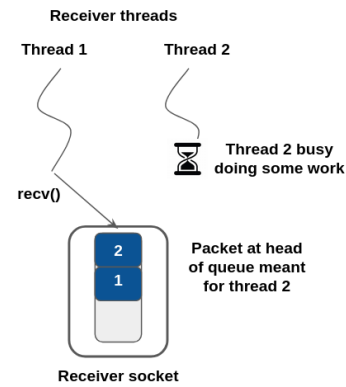 Receiver threads
Thread 1
Thread 2
Thread 2 busy
doing some work
recv()
2
1
Packet at head
of queue meant
for thread 2
Receiver socket